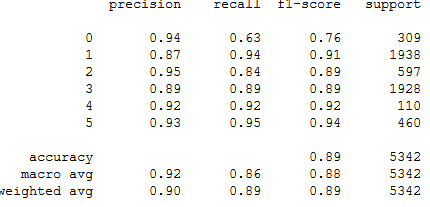 precision recall f1-score support
0 0.94 0.63 0.76 309
1 0.87 0.94 0.91 1938
2 0.95 0.84 0.89 597
3 0.89 0.89 0.89 1928
4 0.92 0.92 0.92 110
5 0.93 0.95 0.94 460
accuracy 0.89 5342
macro avg 0.92 0.86 0.88 5342
weighted avg 0.90 0.89 0.89 5342